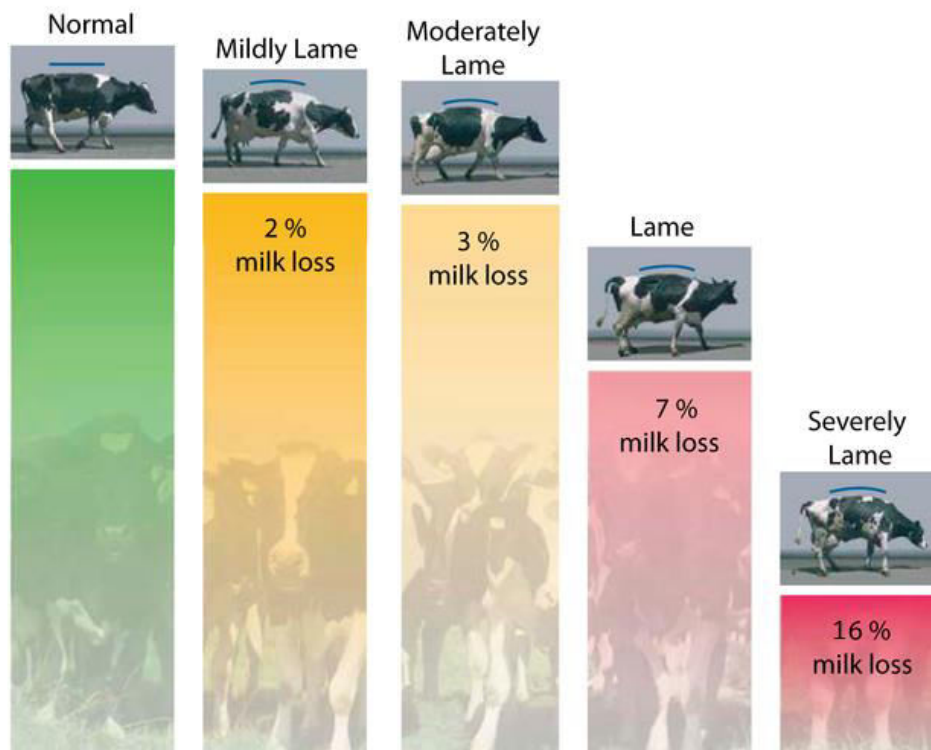 Normal
Mildly Lame
2 %
milk loss
Moderately
Lame
3 %
milk loss
Lame
7 %
milk loss
Severely
Lame
16 %
milk loss